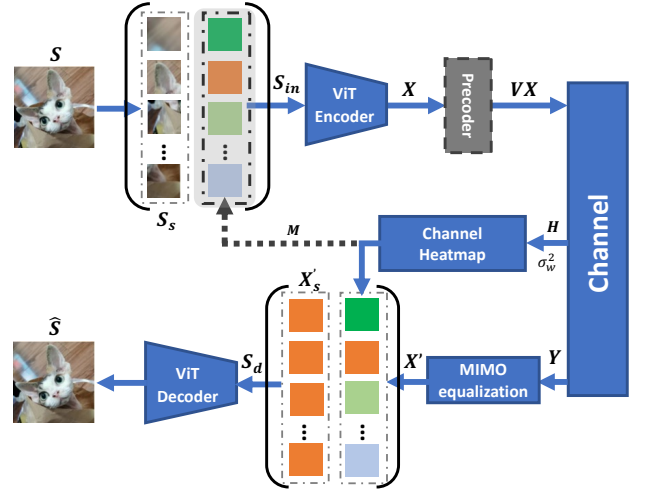 S
S_s
S_in
ViT
Encoder
X
Precoder
VX
Channel
H
σ_w^2
Channel
Heatmap
M
X'_s
Ŝ
ViT
Decoder
S_d
X'
MIMO
equalization
Y